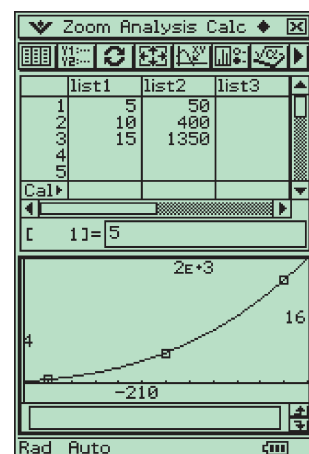 Zoom Analysis Calc
list1 list2 list3
1 5 50
2 10 400
3 15 1350
4
5
Cal
[ 1]= 5
2E+3
16
4
-210
Rad Auto